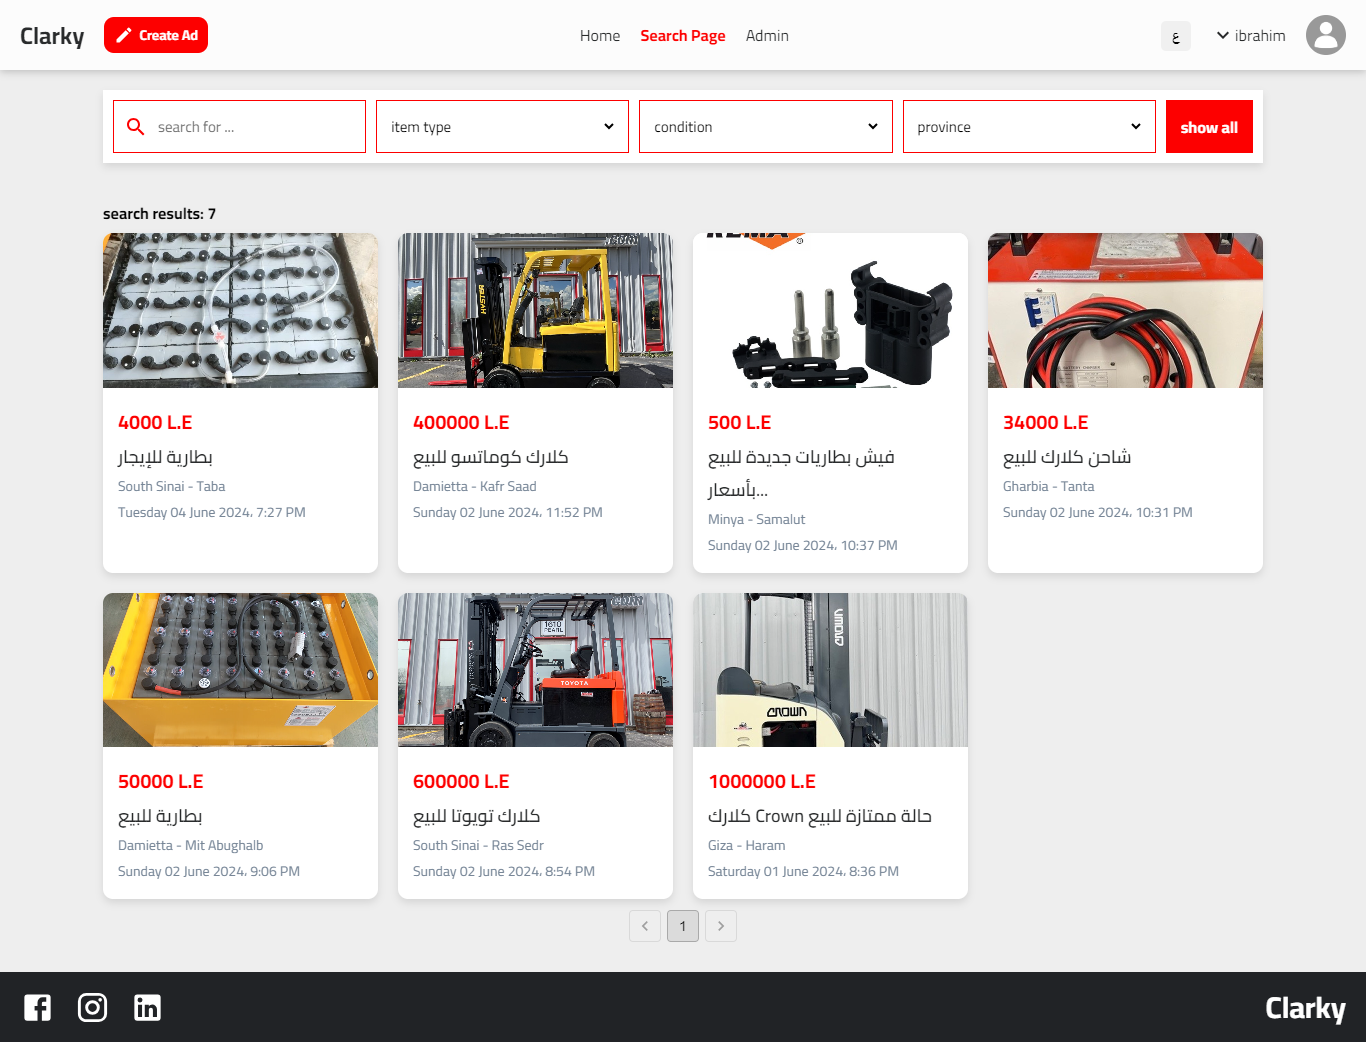 Clarky
Create Ad
Home
Search Page
Admin
ع
ibrahim
search for ...
item type
condition
province
show all
search results: 7
HYSTER
4000 L.E
بطارية للإيجار
South Sinai - Taba
Tuesday 04 June 2024، 7:27 PM
400000 L.E
كلارك كوماتسو للبيع
Damietta - Kafr Saad
Sunday 02 June 2024، 11:52 PM
500 L.E
فيش بطاريات جديدة للبيع
بأسعار...
Minya - Samalut
Sunday 02 June 2024، 10:37 PM
34000 L.E
شاحن كلارك للبيع
Gharbia - Tanta
Sunday 02 June 2024، 10:31 PM
1610
PEARL
TOYOTA
CROWN
CROWN
50000 L.E
بطارية للبيع
Damietta - Mit Abughalb
Sunday 02 June 2024، 9:06 PM
600000 L.E
كلارك تويوتا للبيع
South Sinai - Ras Sedr
Sunday 02 June 2024، 8:54 PM
1000000 L.E
كلارك Crown حالة ممتازة للبيع
Giza - Haram
Saturday 01 June 2024، 8:36 PM
1
Clarky